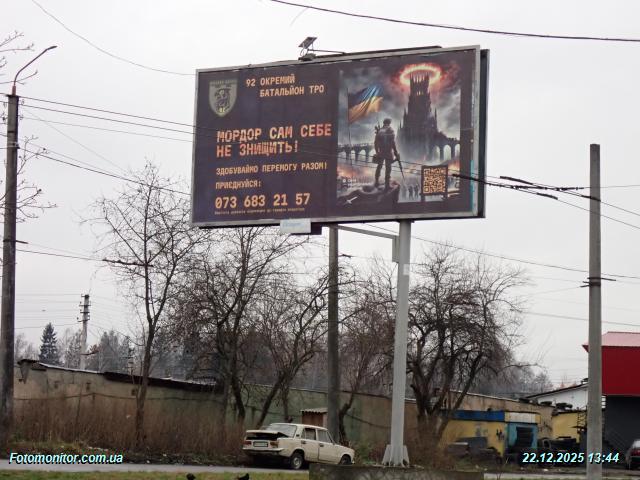 92 ОКРЕМИЙ
БАТАЛЬЙОН ТРО
МОРДОР САМ СЕБЕ
НЕ ЗНИЩИТЬ!
ЗДОБУВАЙМО ПЕРЕМОГУ РАЗОМ!
ПРИЄДНУЙСЯ:
073 683 21 57
Fotomonitor.com.ua
22.12.2025 13:44